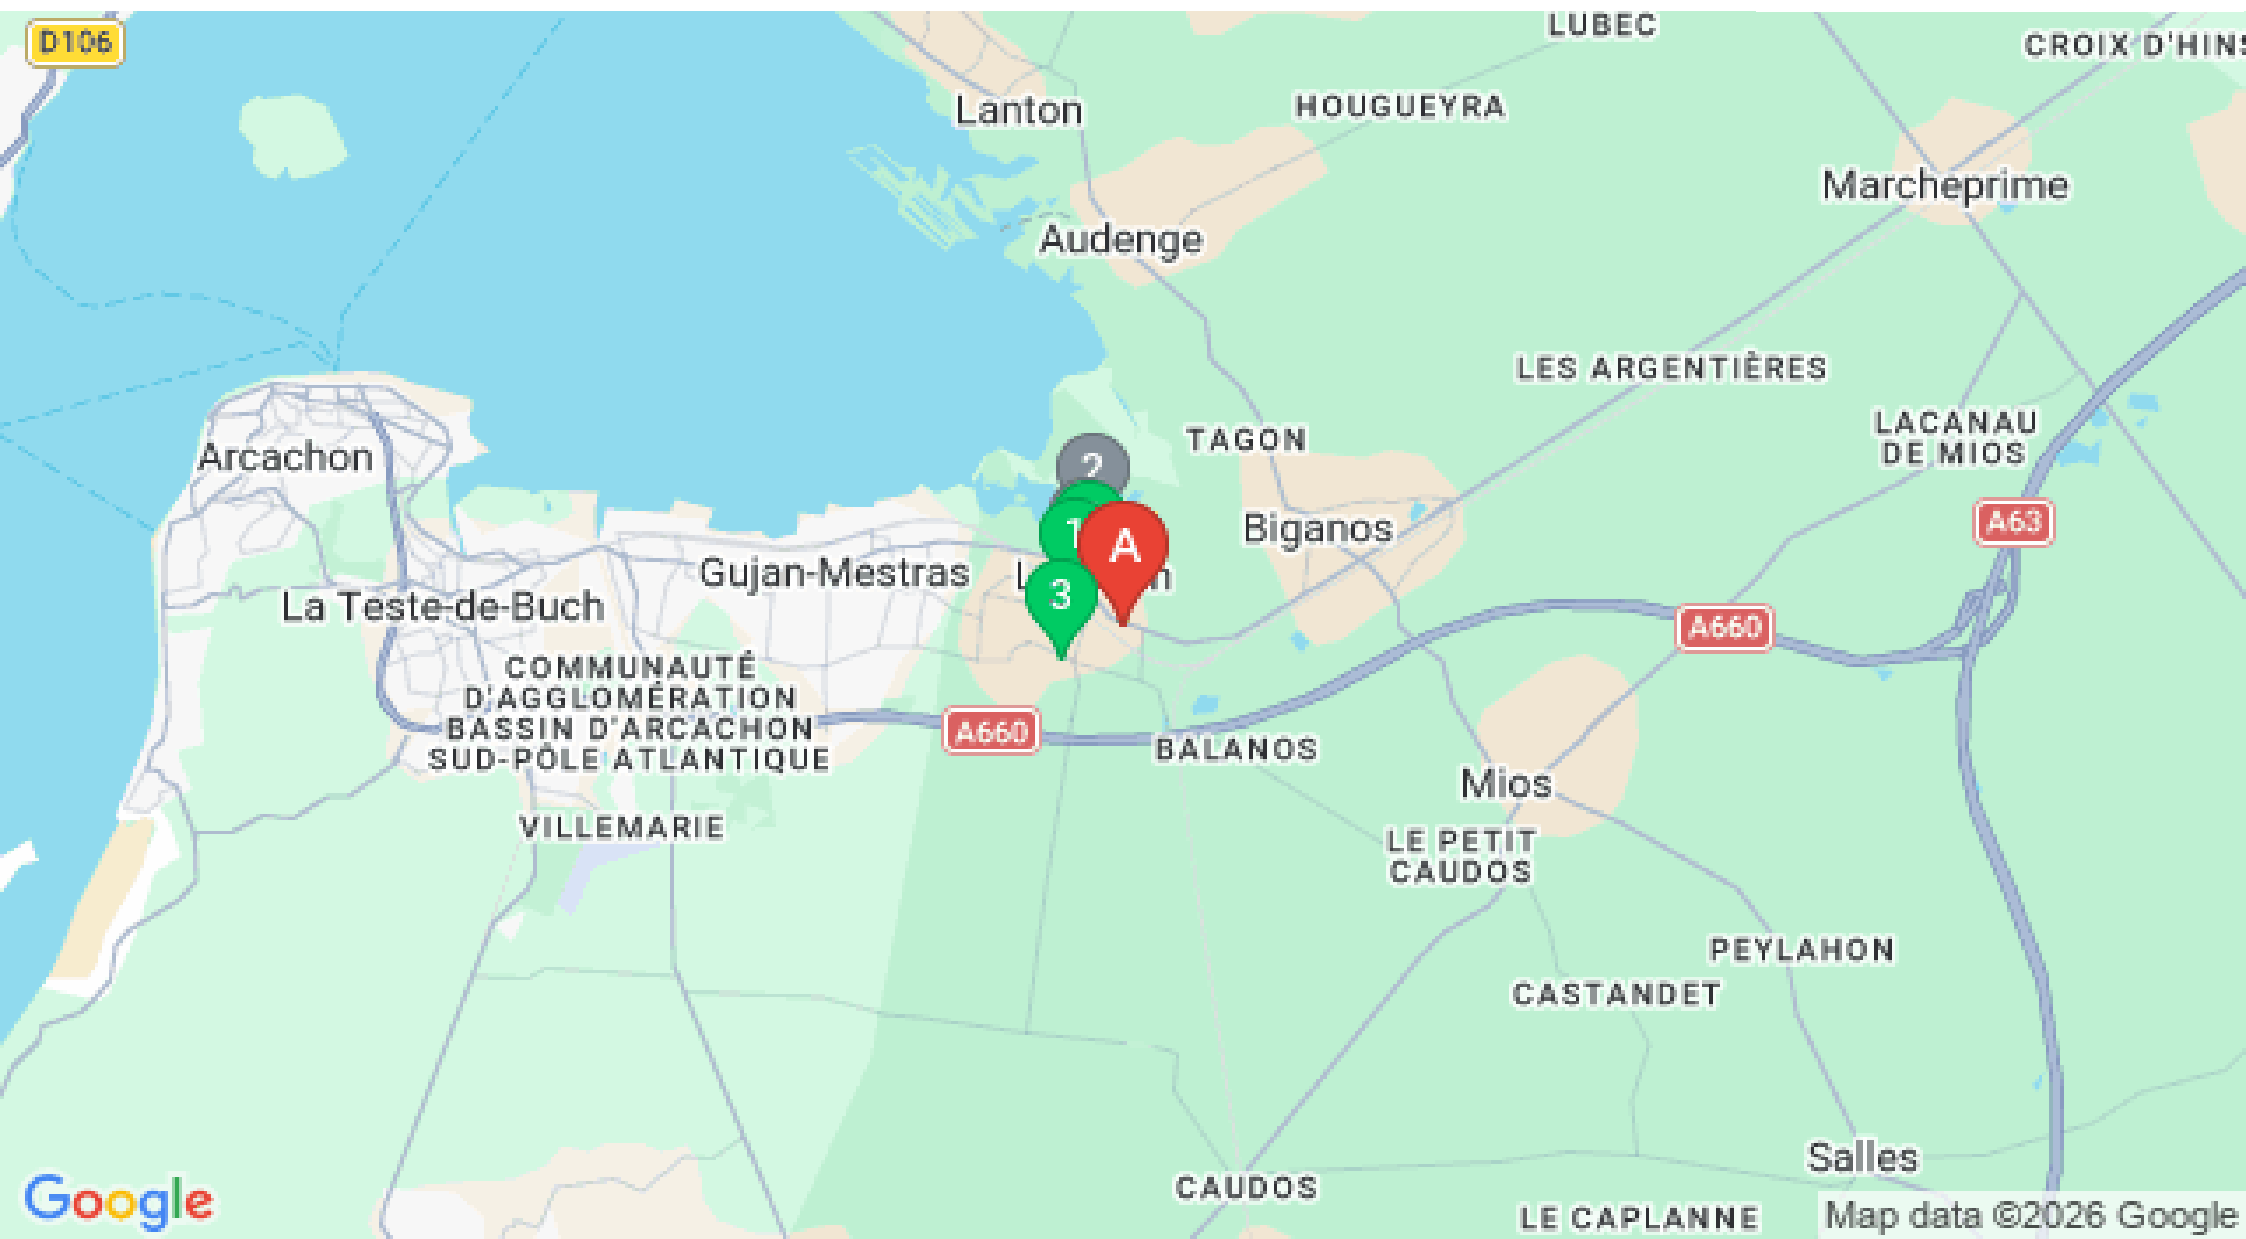 D106
LUBEC
CROIX D'HINS
Lanton
HOUGUEYRA
Marcheprime
Audenge
LES ARGENTIÈRES
LACANAU
DE MIOS
TAGON
Arcachon
2
A63
1
A
Biganos
Gujan-Mestras
3
La Teste-de-Buch
A660
COMMUNAUTÉ
D'AGGLOMÉRATION
BASSIN D'ARCACHON
SUD-PÔLE ATLANTIQUE
A660
BALANOS
Mios
VILLEMARIE
LE PETIT
CAUDOS
PEYLAHON
CASTANDET
Salles
CAUDOS
Google
LE CAPLANNE
Map data ©2026 Google